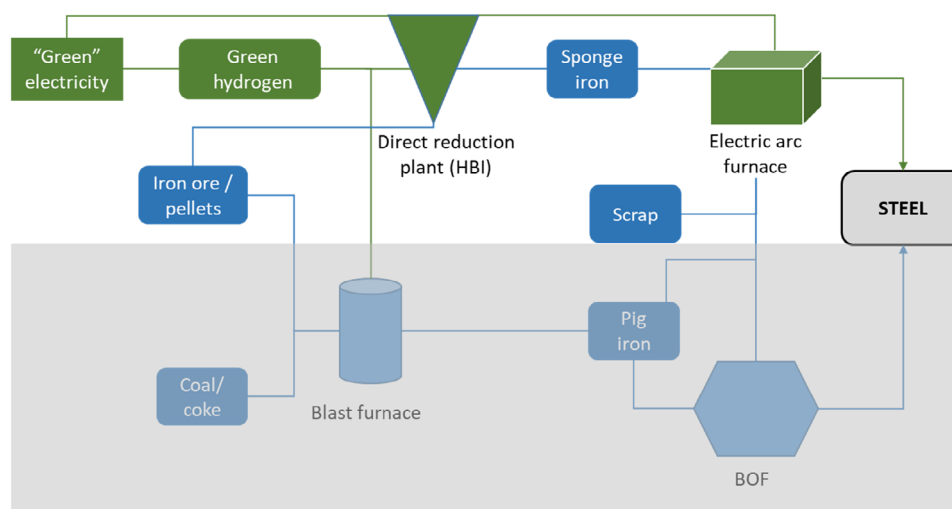 “Green”
electricity
Green
hydrogen
Sponge
iron
Direct reduction
plant (HBI)
Electric arc
furnace
Iron ore /
pellets
Scrap
STEEL
Pig
iron
Coal/
coke
Blast furnace
BOF